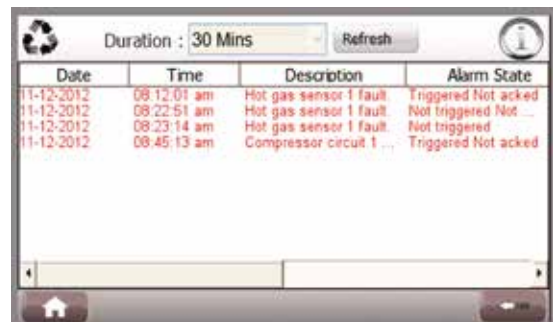 Duration : 30 Mins Refresh
Date Time Description Alarm State
11-12-2012 08:12:01 am Hot gas sensor 1 fault. Triggered Not acked
11-12-2012 08:22:51 am Hot gas sensor 1 fault. Not triggered Not ...
11-12-2012 08:23:14 am Hot gas sensor 1 fault. Not triggered
11-12-2012 08:45:13 am Compressor circuit 1 ... Triggered Not acked